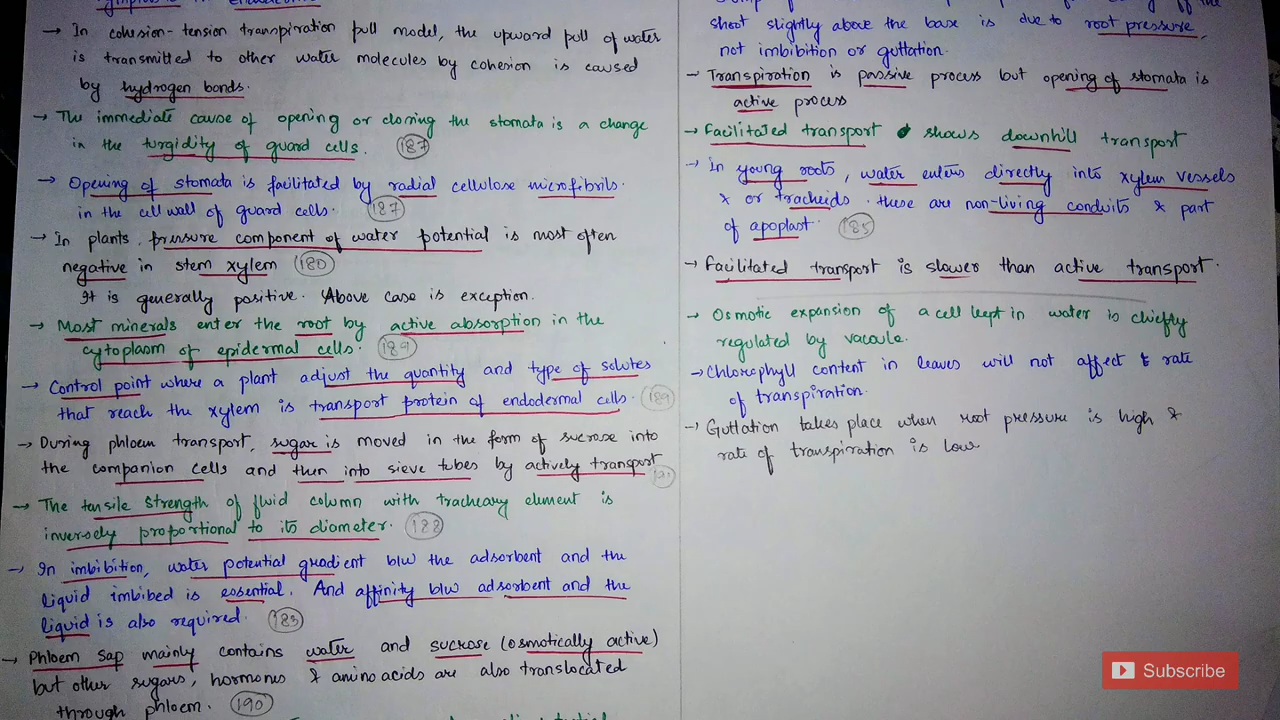 → In cohesion-tension transpiration pull model, the upward pull of water
is transmitted to other water molecules by cohesion is caused
by hydrogen bonds.
→ The immediate cause of opening or closing the stomata is a change
in the turgidity of guard cells. 187
→ Opening of stomata is facilitated by radial cellulose microfibrils.
in the cell wall of guard cells. 187
→ In plants, pressure component of water potential is most often
negative in stem xylem 180
It is generally positive. Above case is exception.
→ Most minerals enter the root by active absorption in the
cytoplasm of epidermal cells. 189
→ Control point where a plant adjust the quantity and type of solutes
that reach the xylem is transport protein of endodermal cells. 189
→ During phloem transport, sugar is moved in the form of sucrose into
the companion cells and then into sieve tubes by actively transport
→ The tensile strength of fluid column with tracheary element is
inversely proportional to its diameter. 188
→ In imbibition, water potential gradient b/w the adsorbent and the
liquid imbibed is essential. And affinity b/w adsorbent and the
liquid is also required. 183
→ Phloem sap mainly contains water and sucrose (osmotically active)
but other sugars, hormones & amino acids are also translocated
through phloem. 190
shoot slightly above the base is due to root pressure,
not imbibition or guttation.
→ Transpiration is passive process but opening of stomata is
active process
→ Facilitated transport shows downhill transport
→ In young roots, water enters directly into xylem vessels
& or tracheids. these are non-living conduits & part
of apoplast. 185
→ Facilitated transport is slower than active transport.
→ Osmotic expansion of a cell kept in water is chiefly
regulated by vacuole.
→ Chlorophyll content in leaves will not affect rate
of transpiration.
→ Guttation takes place when root pressure is high &
rate of transpiration is low
Subscribe